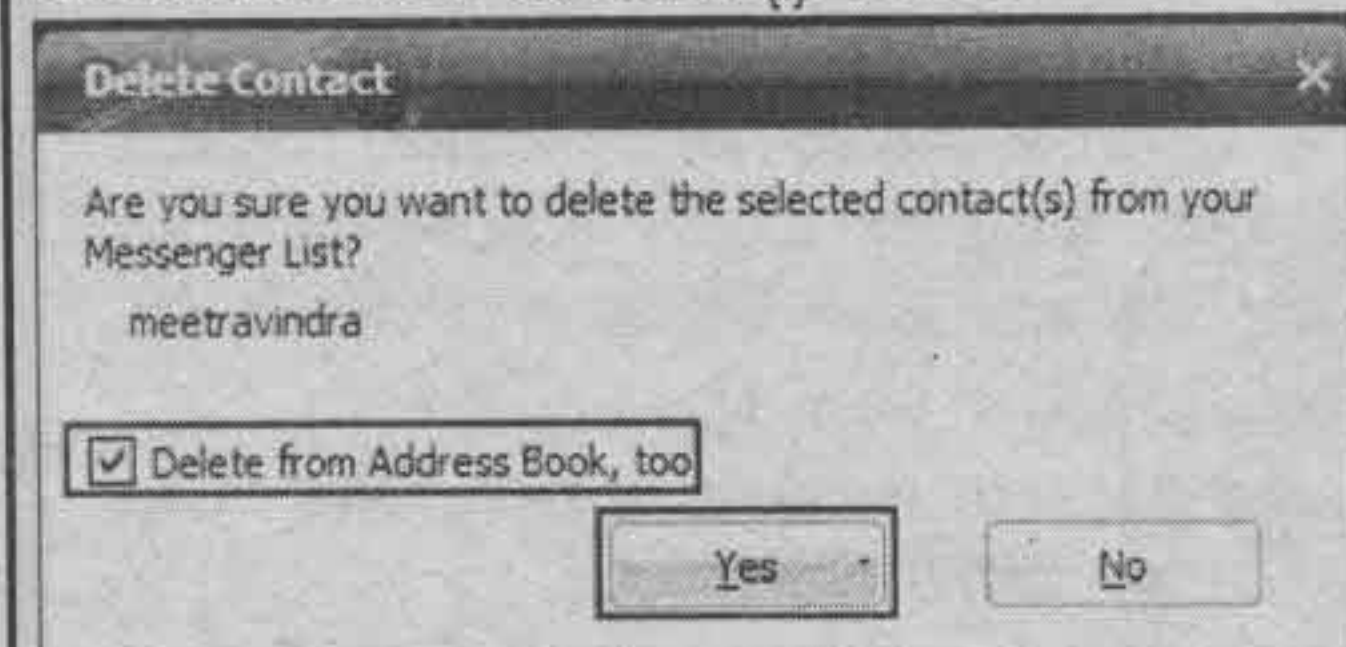 Delete Contact
Are you sure you want to delete the selected contact(s) from your
Messenger List?
meetravindra
Delete from Address Book, too
Yes
No